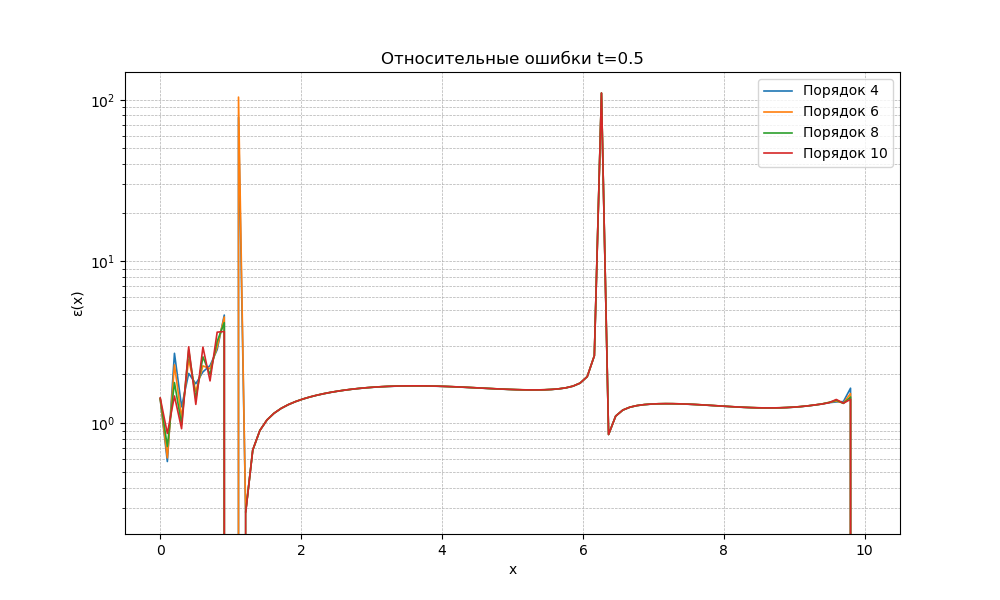 Относительные ошибки t=0.5
10²
10¹
10⁰
ε(x)
Порядок 4
Порядок 6
Порядок 8
Порядок 10
0 2 4 6 8 10
x